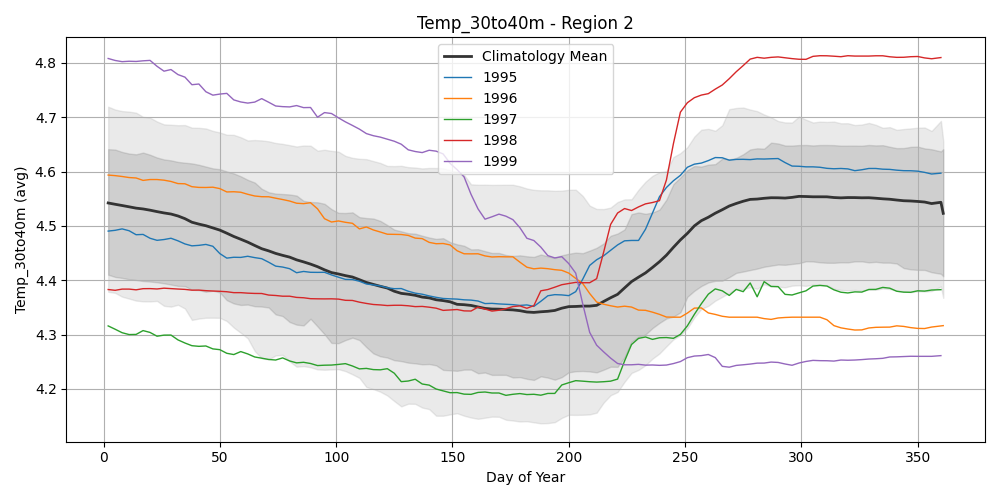 Temp_30to40m - Region 2
Climatology Mean
1995
1996
1997
1998
1999
Temp_30to40m (avg)
4.8
4.7
4.6
4.5
4.4
4.3
4.2
0 50 100 150 200 250 300 350
Day of Year